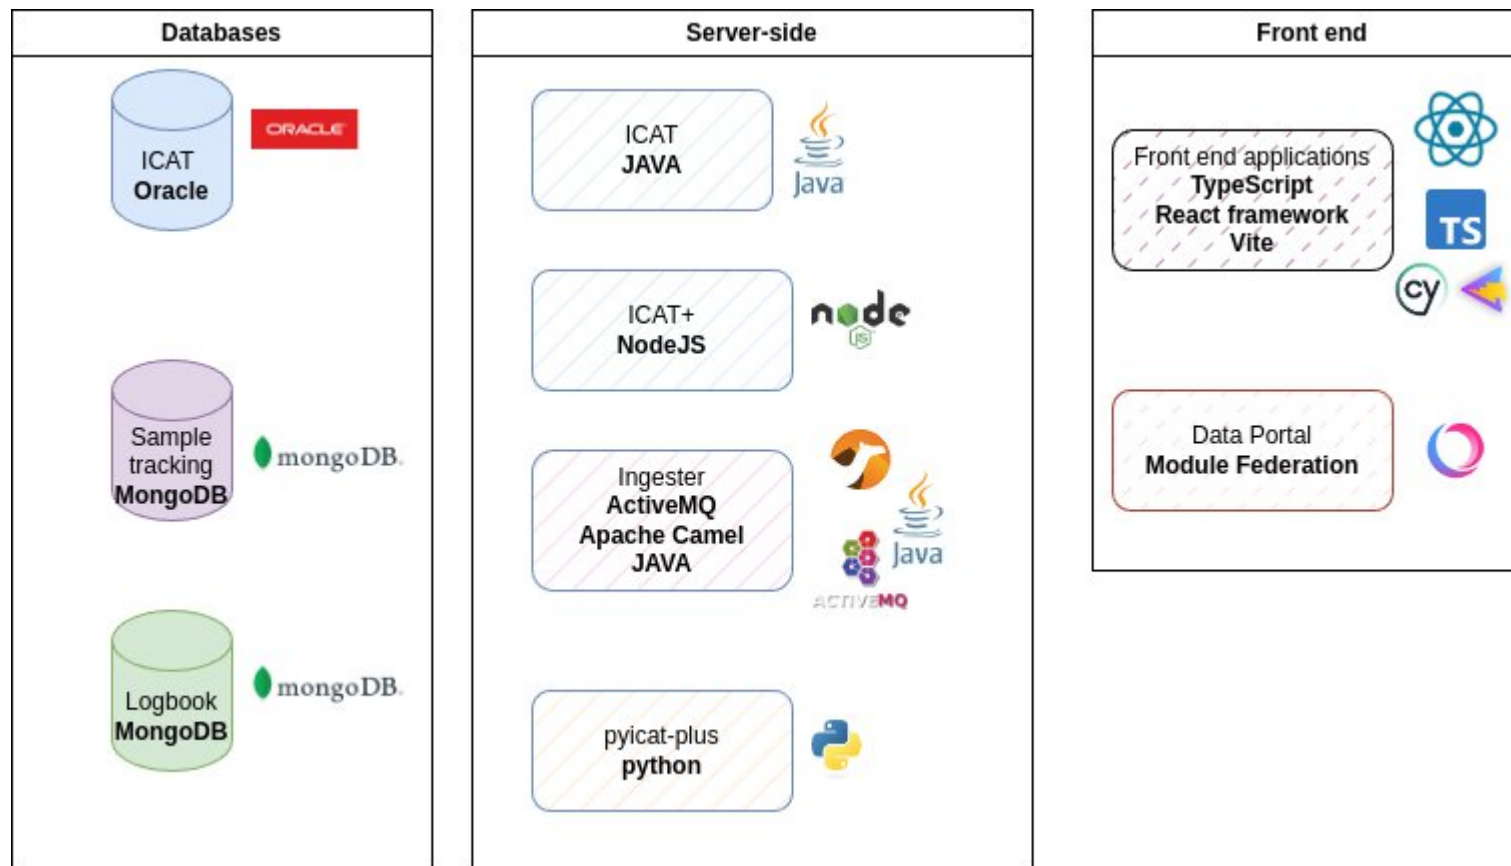 Databases
ICAT
Oracle
ORACLE
Sample
tracking
MongoDB
mongoDB.
Logbook
MongoDB
mongoDB.
Server-side
ICAT
JAVA
Java
ICAT+
NodeJS
node
JS
Ingester
ActiveMQ
Apache Camel
JAVA
Java
ACTIVEMQ
pyicat-plus
python
Front end
Front end applications
TypeScript
React framework
Vite
TS
cy
Data Portal
Module Federation